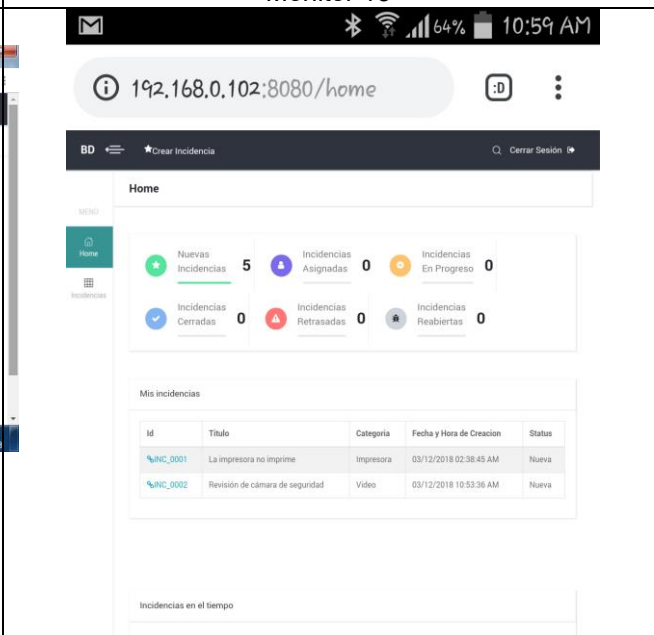 64% 10:59 AM
192.168.0.102:8080/home :D
BD Crear Incidencia Cerrar Sesión
Home
MENU
Home
Incidencias
Nuevas Incidencias 5
Incidencias Asignadas 0
Incidencias En Progreso 0
Incidencias Cerradas 0
Incidencias Retrasadas 0
Incidencias Reabiertas 0
Mis incidencias
Id Título Categoria Fecha y Hora de Creacion Status
INC_0001 La impresora no imprime Impresora 03/12/2018 02:38:45 AM Nueva
INC_0002 Revisión de cámara de seguridad Video 03/12/2018 10:53:36 AM Nueva
Incidencias en el tiempo